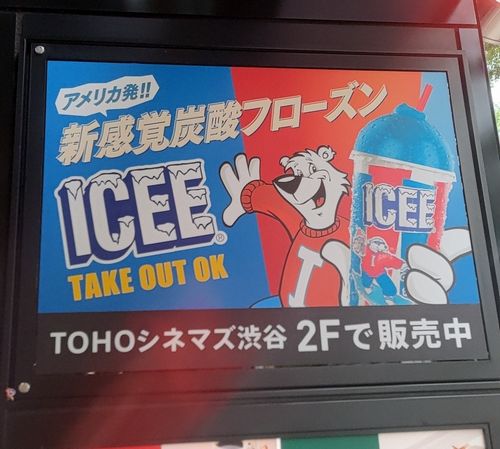 アメリカ発!!
新感覚炭酸フローズン
ICEE®
TAKE OUT OK
I
ICEE
TOHOシネマズ渋谷 2Fで販売中